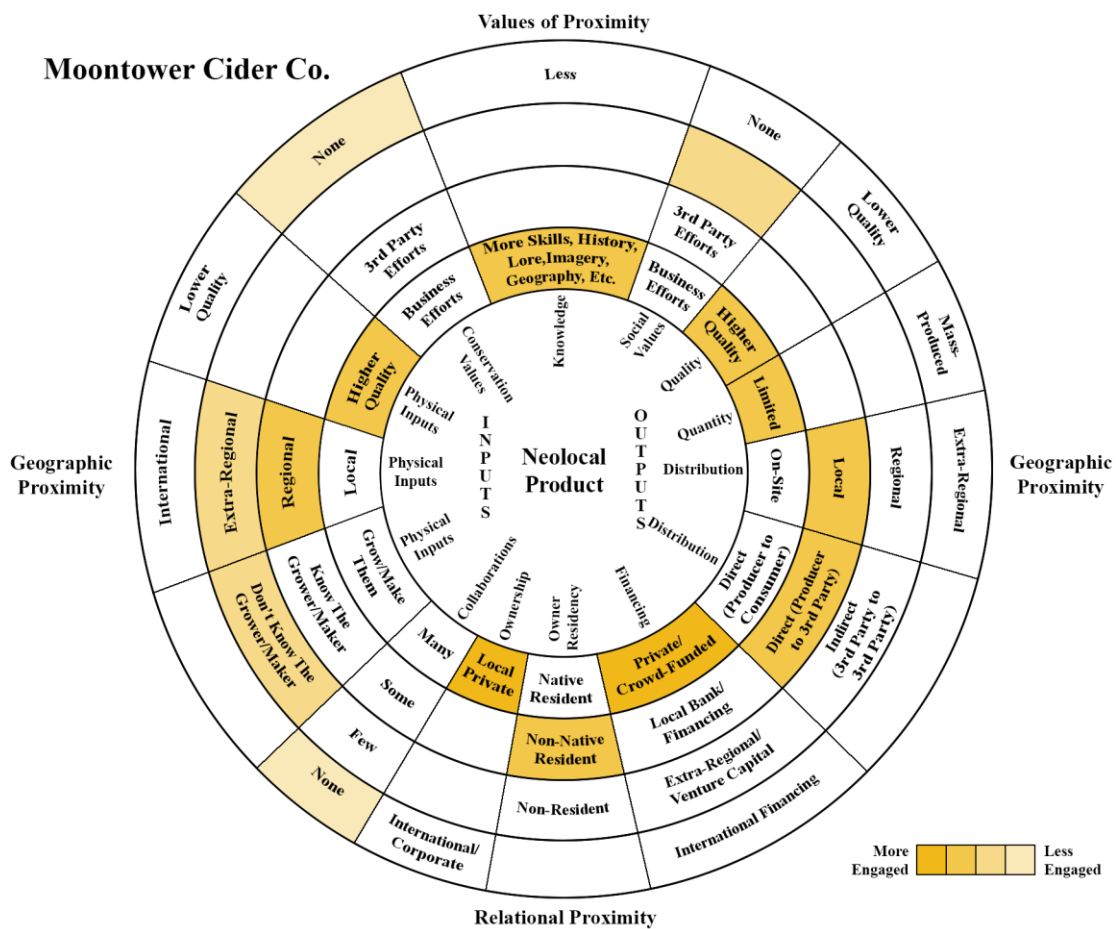 Values of Proximity
Moontower Cider Co.
Less
None
None
Lower
Quality
Lower
Quality
3rd Party
Efforts
3rd Party
Efforts
More Skills, History,
Lore,Imagery,
Geography, Etc.
Business
Efforts
Business
Efforts
Mass-
Produced
Higher
Quality
Higher
Quality
Limited
Conservation
Values
Knowledge
Social
Values
Quality
Quantity
Physical
Inputs
INPUTS
OUTPUTS
Neolocal
Product
Geographic
Proximity
International
Extra-Regional
Regional
Local
Physical
Inputs
Distribution
On-Site
Local
Regional
Extra-Regional
Geographic
Proximity
Physical
Inputs
Distribution
Collaborations
Ownership
Owner
Residency
Financing
Grow/Make
Them
Know The
Grower/Maker
Don't Know The
Grower/Maker
Direct
(Producer to
Consumer)
Direct (Producer
to 3rd Party)
Indirect
(3rd Party to
3rd Party)
Many
Some
Few
None
Local
Private
International/
Corporate
Native
Resident
Non-Native
Resident
Non-Resident
Private/
Crowd-Funded
Local Bank/
Financing
Extra-Regional/
Venture Capital
International Financing
More
Engaged
Less
Engaged
Relational Proximity